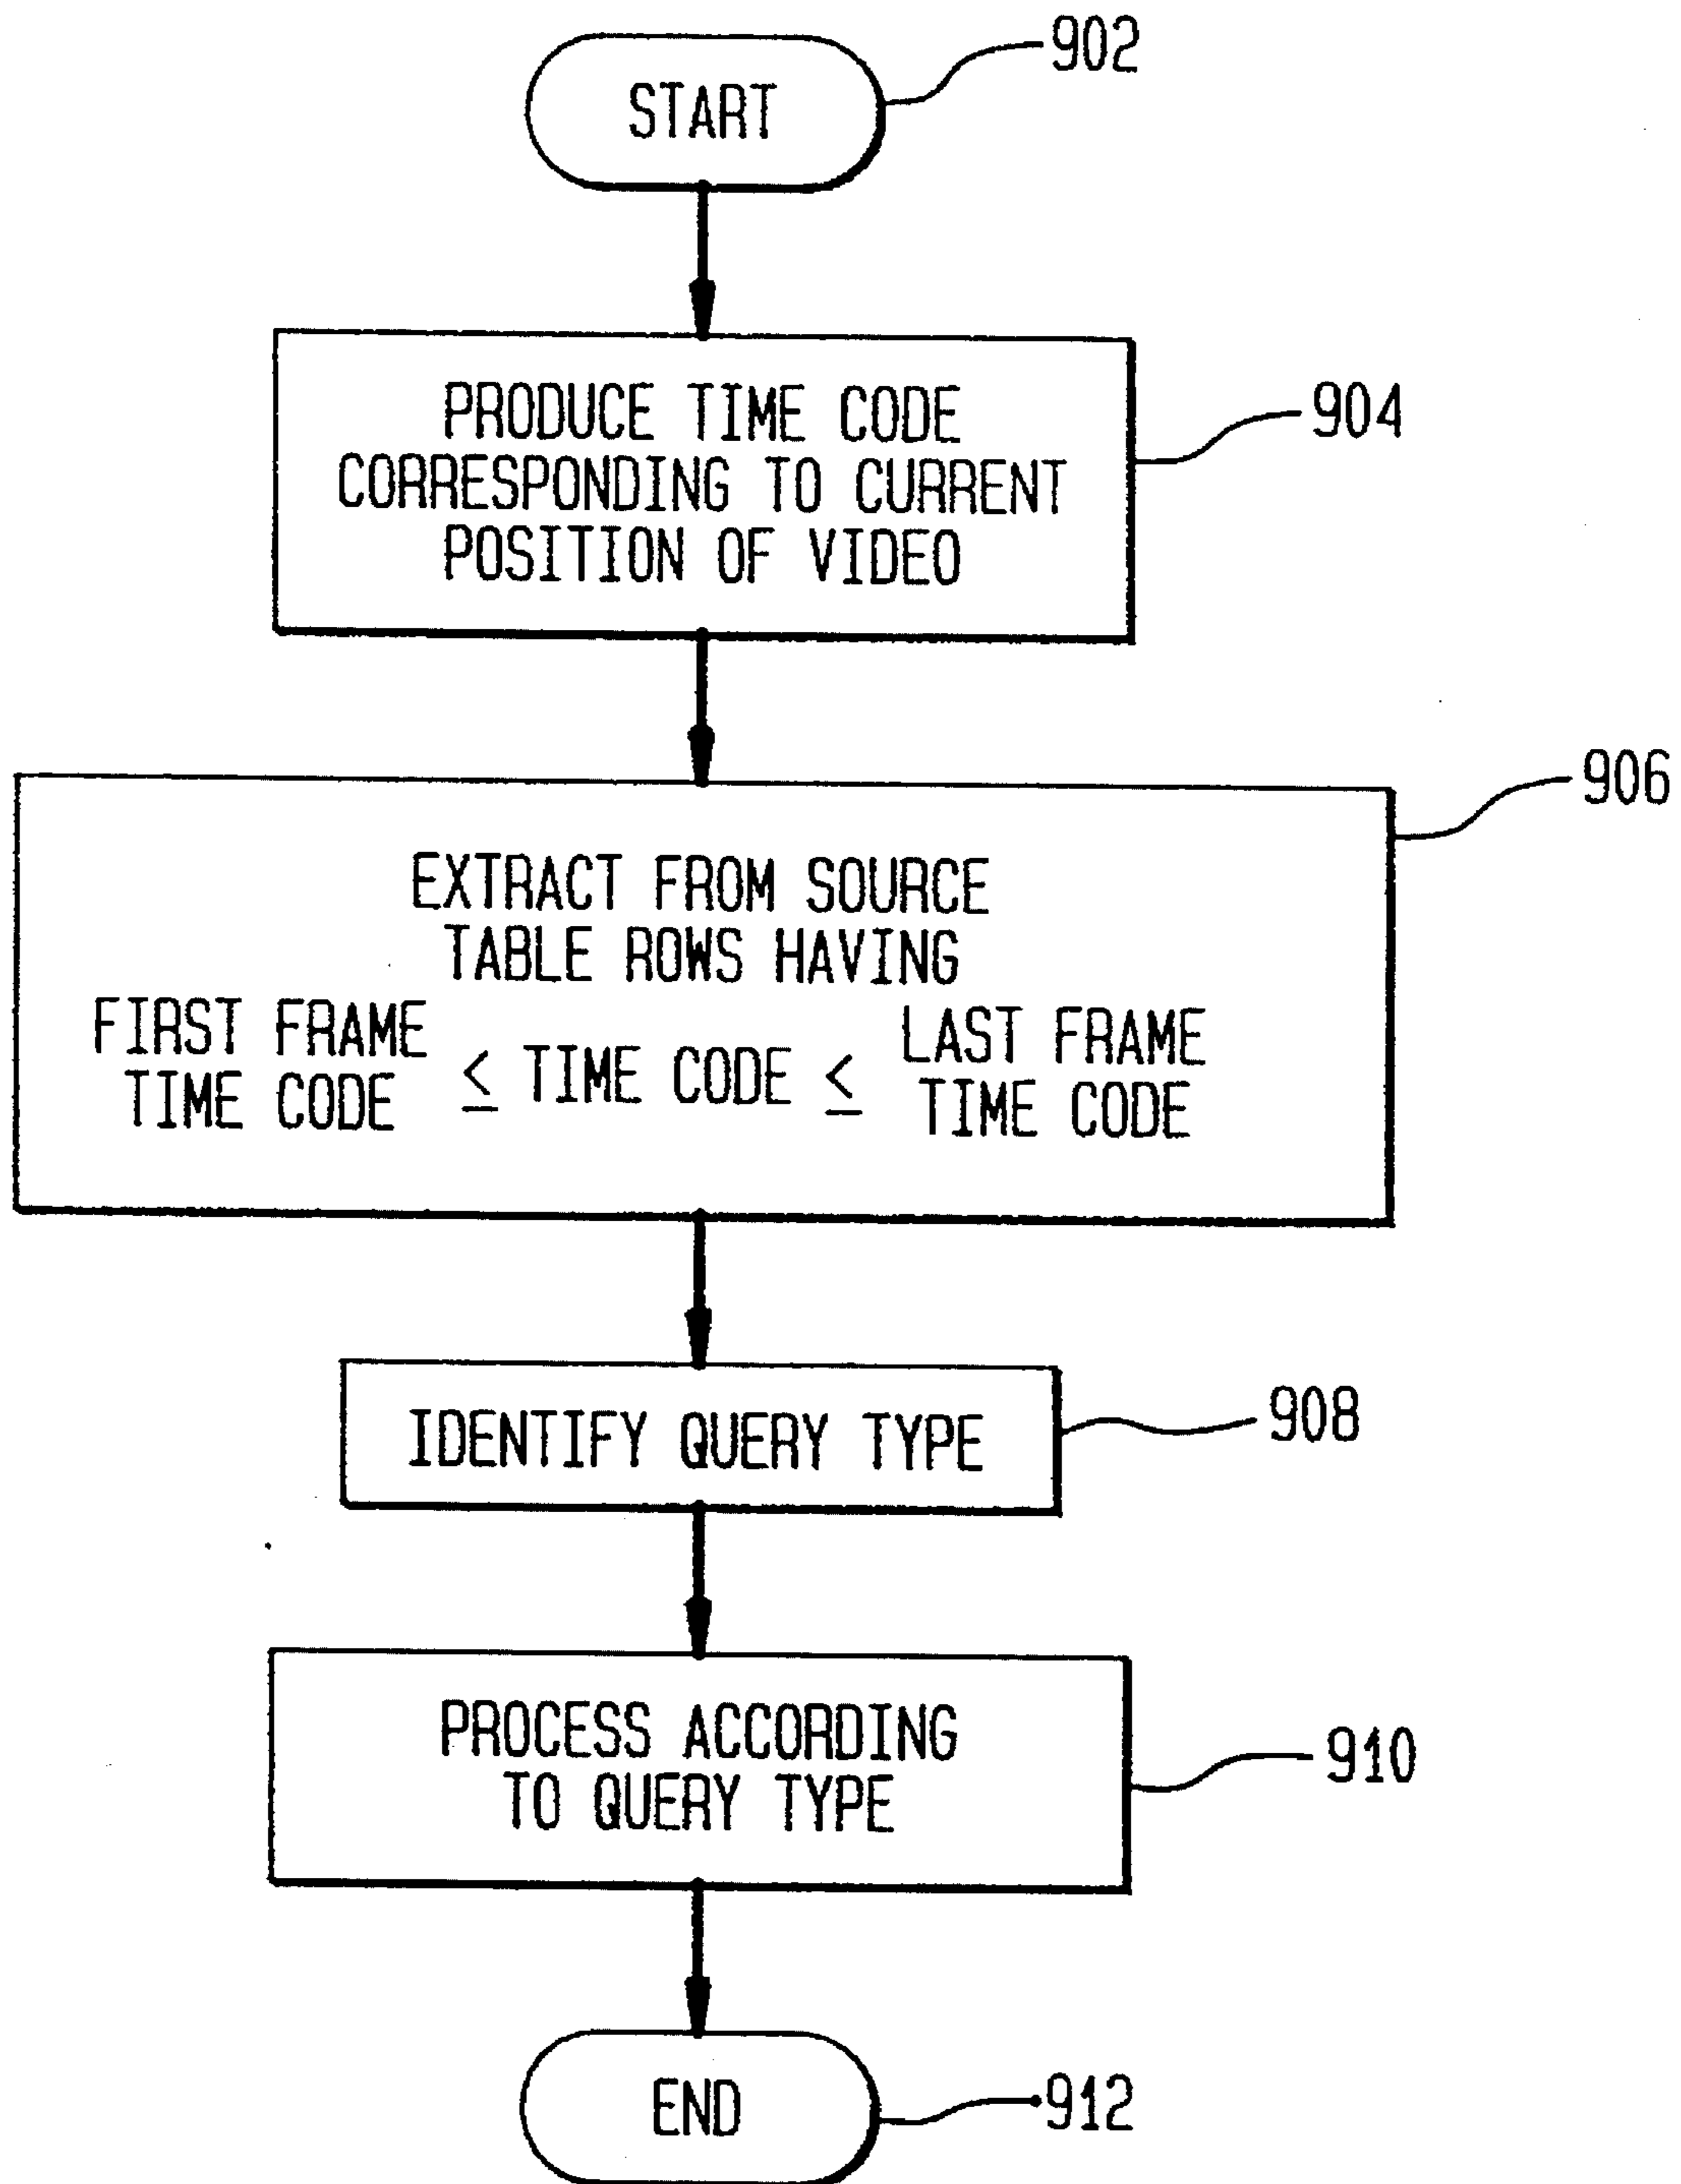 START
902
PRODUCE TIME CODE
CORRESPONDING TO CURRENT
POSITION OF VIDEO
904
EXTRACT FROM SOURCE
TABLE ROWS HAVING
FIRST FRAME
TIME CODE
≤ TIME CODE ≤
LAST FRAME
TIME CODE
906
IDENTIFY QUERY TYPE
908
PROCESS ACCORDING
TO QUERY TYPE
910
END
912